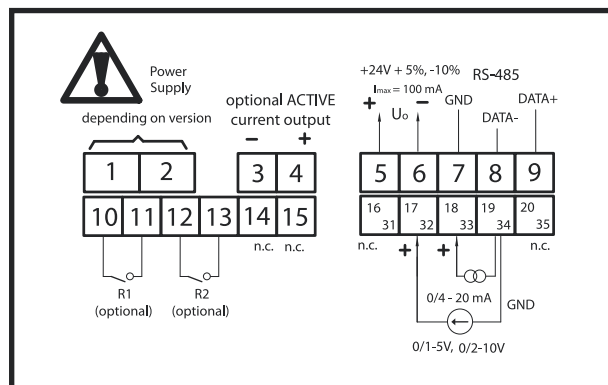 Power
Supply
depending on version
optional ACTIVE
current output
− +
+24V + 5%, -10%
Imax = 100 mA
+ Uo −
RS-485
GND
DATA-
DATA+
1 2 3 4
10 11 12 13 14 15
n.c. n.c.
R1
(optional)
R2
(optional)
5 6 7 8 9
16 17 18 19 20
31 32 33 34 35
n.c. + + n.c.
0/4 - 20 mA
GND
0/1-5V, 0/2-10V